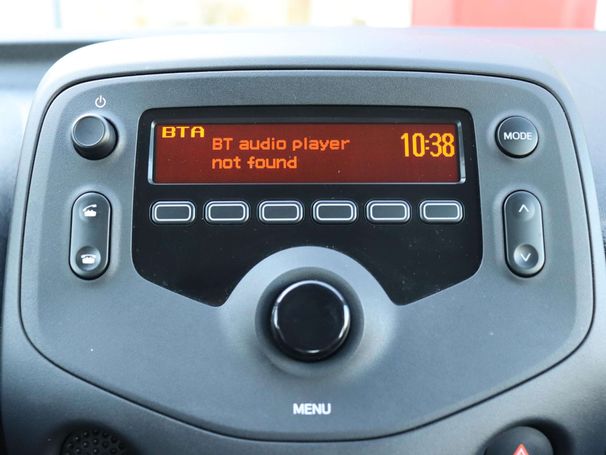 BTA
BT audio player
not found
10:38
MODE
MENU